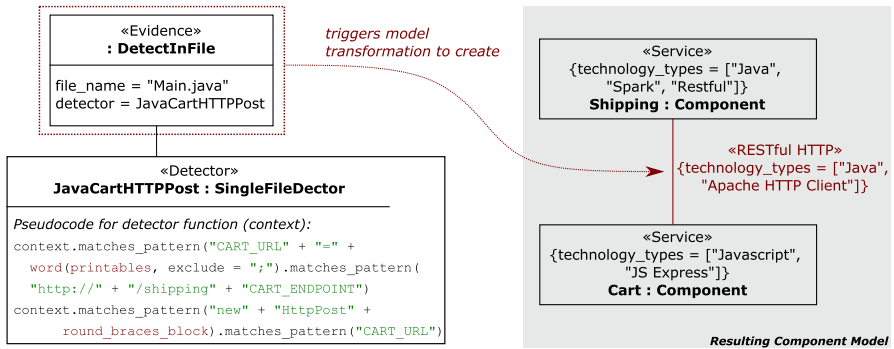 «Evidence»
: DetectInFile
file_name = "Main.java"
detector = JavaCartHTTPPost
triggers model
transformation to create
«Detector»
JavaCartHTTPPost : SingleFileDector
Pseudocode for detector function (context):
context.matches_pattern("CART_URL" + "=" +
word(printables, exclude = ";").matches_pattern(
"http://" + "/shipping" + "CART_ENDPOINT")
context.matches_pattern("new" + "HttpPost" +
round_braces_block).matches_pattern("CART_URL")
«Service»
{technology_types = ["Java",
"Spark", "Restful"]}
Shipping : Component
«RESTful HTTP»
{technology_types = ["Java",
"Apache HTTP Client"]}
«Service»
{technology_types = ["Javascript",
"JS Express"]}
Cart : Component
Resulting Component Model